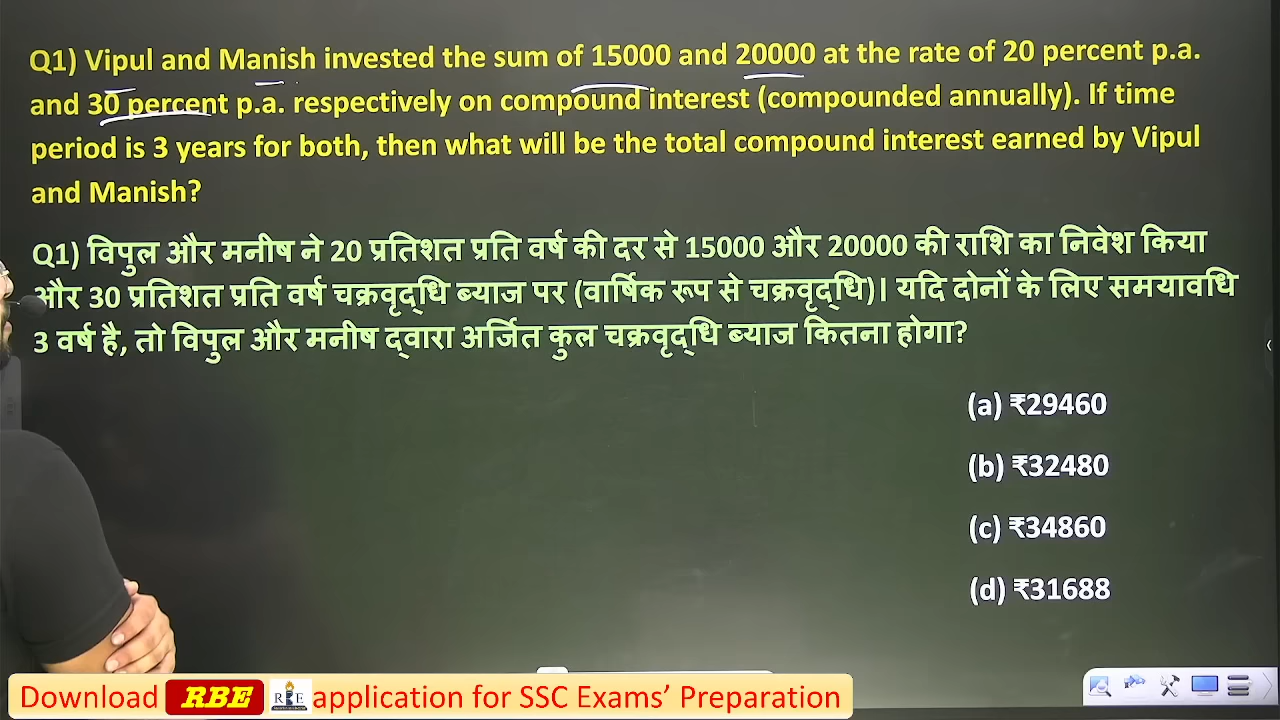 Q1) Vipul and Manish invested the sum of 15000 and 20000 at the rate of 20 percent p.a.
and 30 percent p.a. respectively on compound interest (compounded annually). If time
period is 3 years for both, then what will be the total compound interest earned by Vipul
and Manish?
Q1) विपुल और मनीष ने 20 प्रतिशत प्रति वर्ष की दर से 15000 और 20000 की राशि का निवेश किया
और 30 प्रतिशत प्रति वर्ष चक्रवृद्धि ब्याज पर (वार्षिक रूप से चक्रवृद्धि)। यदि दोनों के लिए समयावधि
3 वर्ष है, तो विपुल और मनीष द्वारा अर्जित कुल चक्रवृद्धि ब्याज कितना होगा?
(a) ₹29460
(b) ₹32480
(c) ₹34860
(d) ₹31688
Download RBE application for SSC Exams’ Preparation